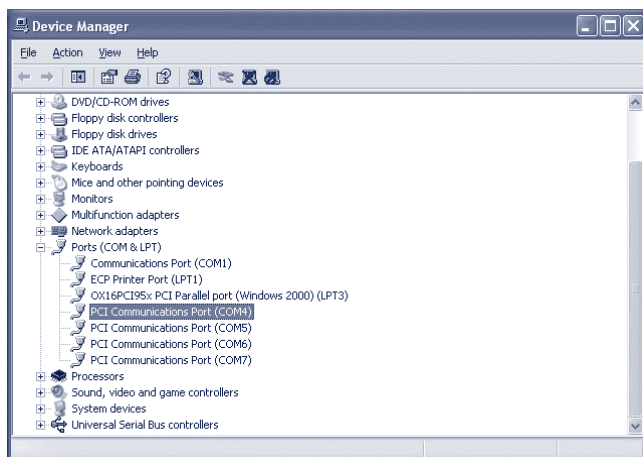 Device Manager
File Action View Help
DVD/CD-ROM drives
Floppy disk controllers
Floppy disk drives
IDE ATA/ATAPI controllers
Keyboards
Mice and other pointing devices
Monitors
Multifunction adapters
Network adapters
Ports (COM & LPT)
Communications Port (COM1)
ECP Printer Port (LPT1)
OX16PCI95x PCI Parallel port (Windows 2000) (LPT3)
PCI Communications Port (COM4)
PCI Communications Port (COM5)
PCI Communications Port (COM6)
PCI Communications Port (COM7)
Processors
Sound, video and game controllers
System devices
Universal Serial Bus controllers